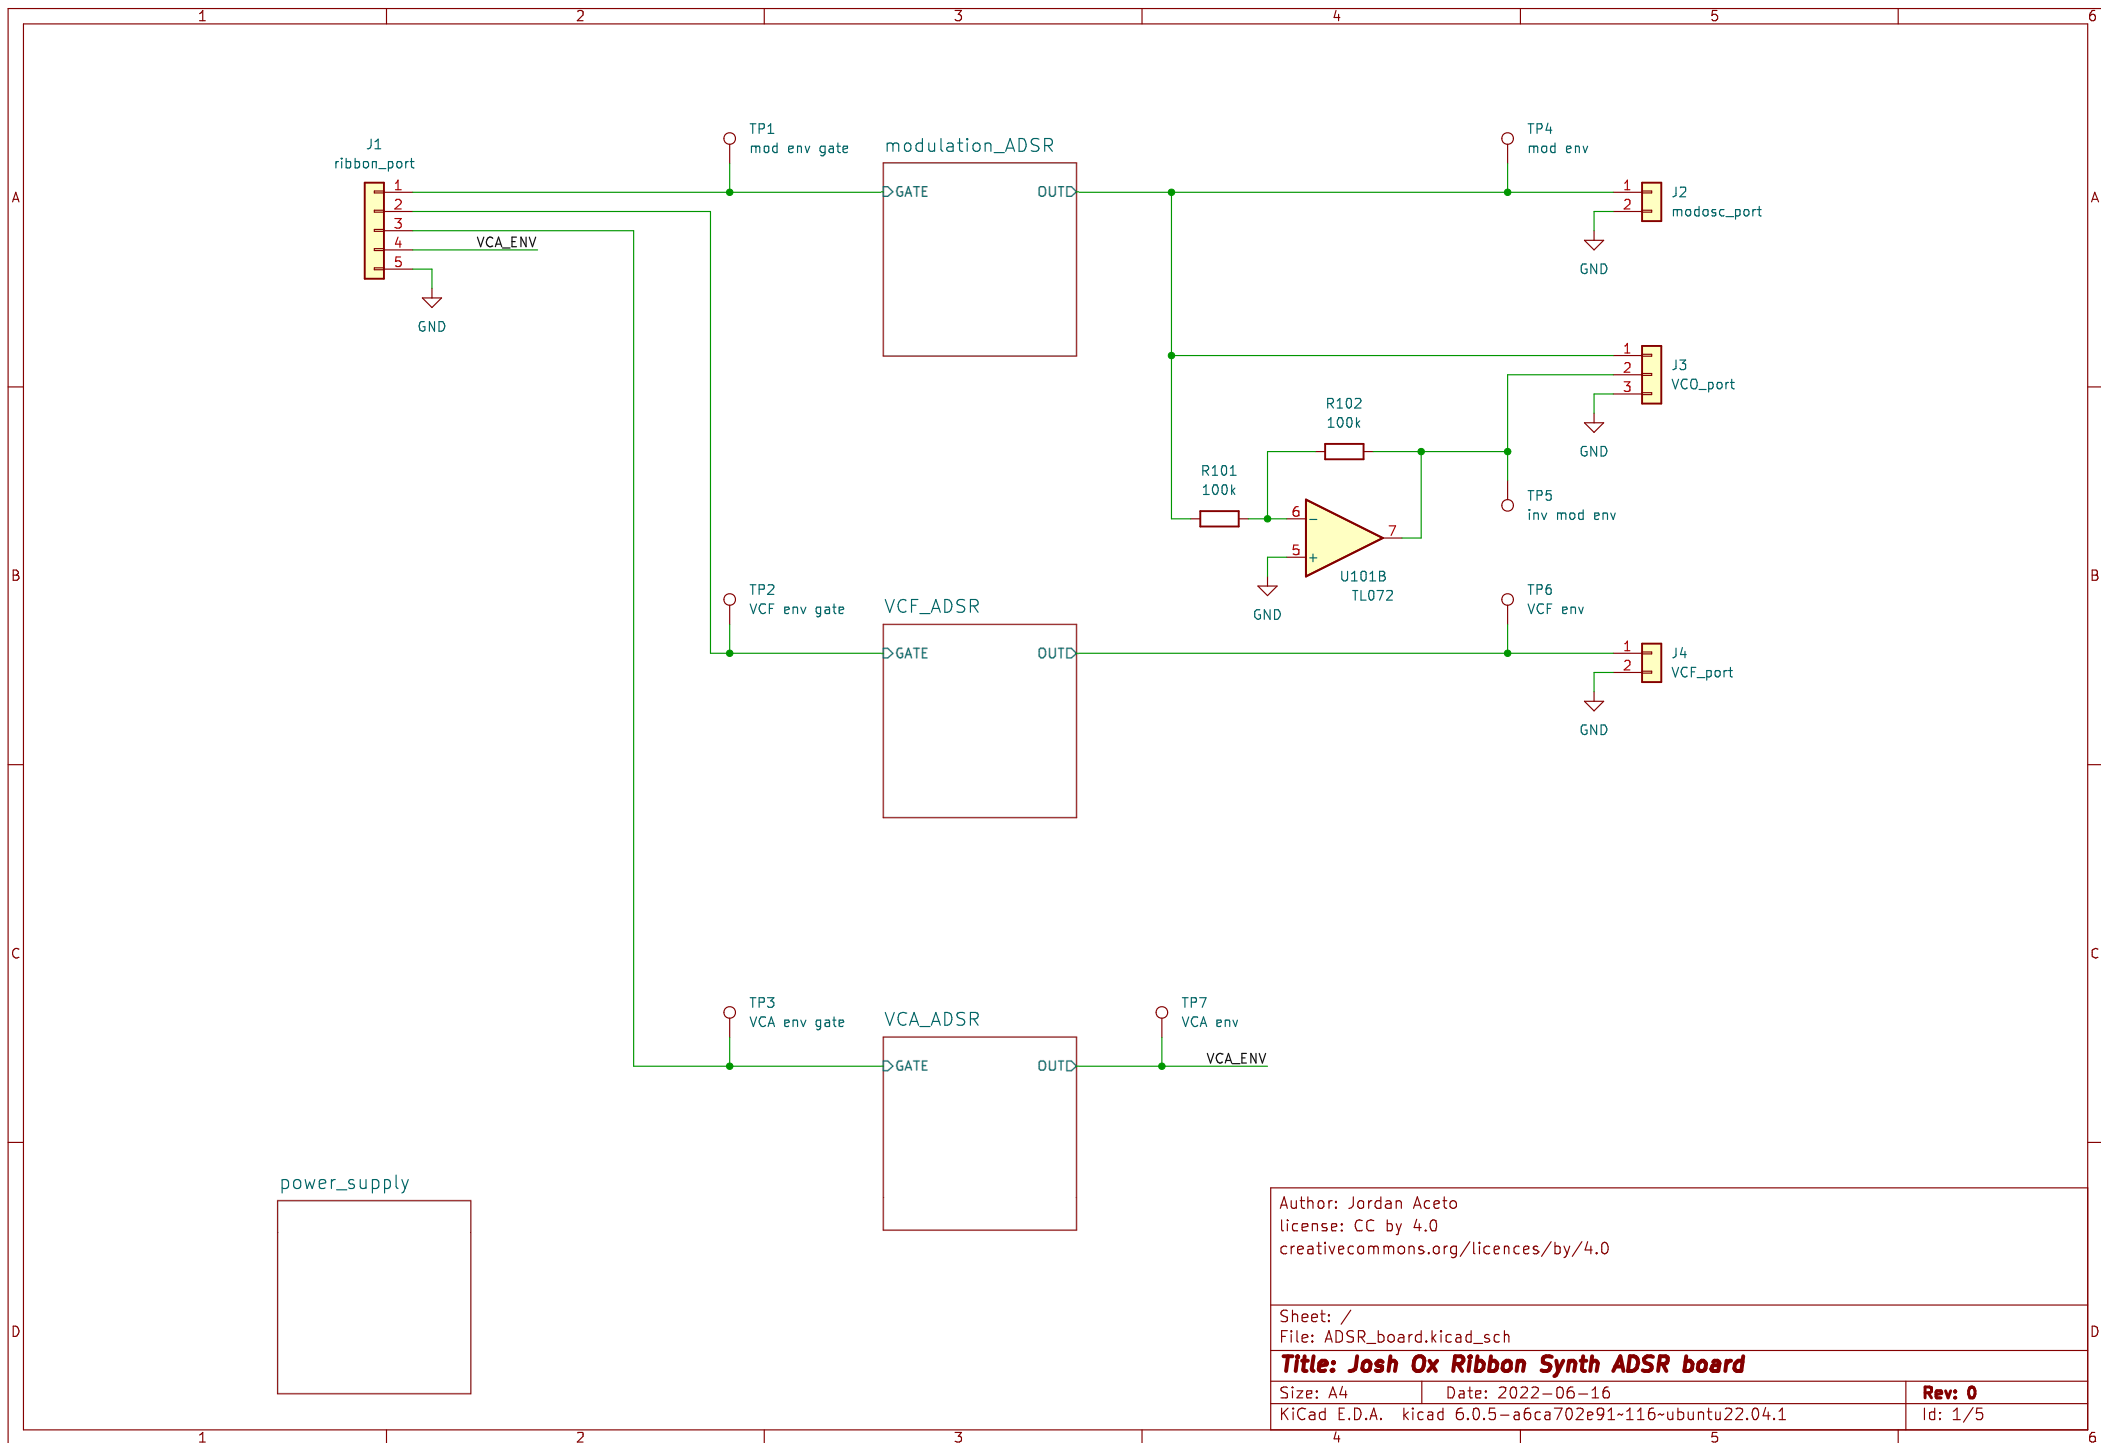 1 2 3 4 5 6
A
B
C
D
J1
ribbon_port
1
2
3
4
5
VCA_ENV
GND
TP1
mod env gate
modulation_ADSR
GATE
OUT
TP4
mod env
1
2
J2
modosc_port
GND
1
2
3
J3
VCO_port
GND
R102
100k
R101
100k
6
5
7
-
+
U101B
TL072
GND
TP5
inv mod env
TP2
VCF env gate
VCF_ADSR
GATE
OUT
TP6
VCF env
1
2
J4
VCF_port
GND
TP3
VCA env gate
VCA_ADSR
GATE
OUT
TP7
VCA env
VCA_ENV
power_supply
Author: Jordan Aceto
license: CC by 4.0
creativecommons.org/licences/by/4.0
Sheet: /
File: ADSR_board.kicad_sch
Title: Josh Ox Ribbon Synth ADSR board
Size: A4
Date: 2022-06-16
Rev: 0
KiCad E.D.A. kicad 6.0.5-a6ca702e91~116~ubuntu22.04.1
Id: 1/5
A
B
C
D
1 2 3 4 5 6